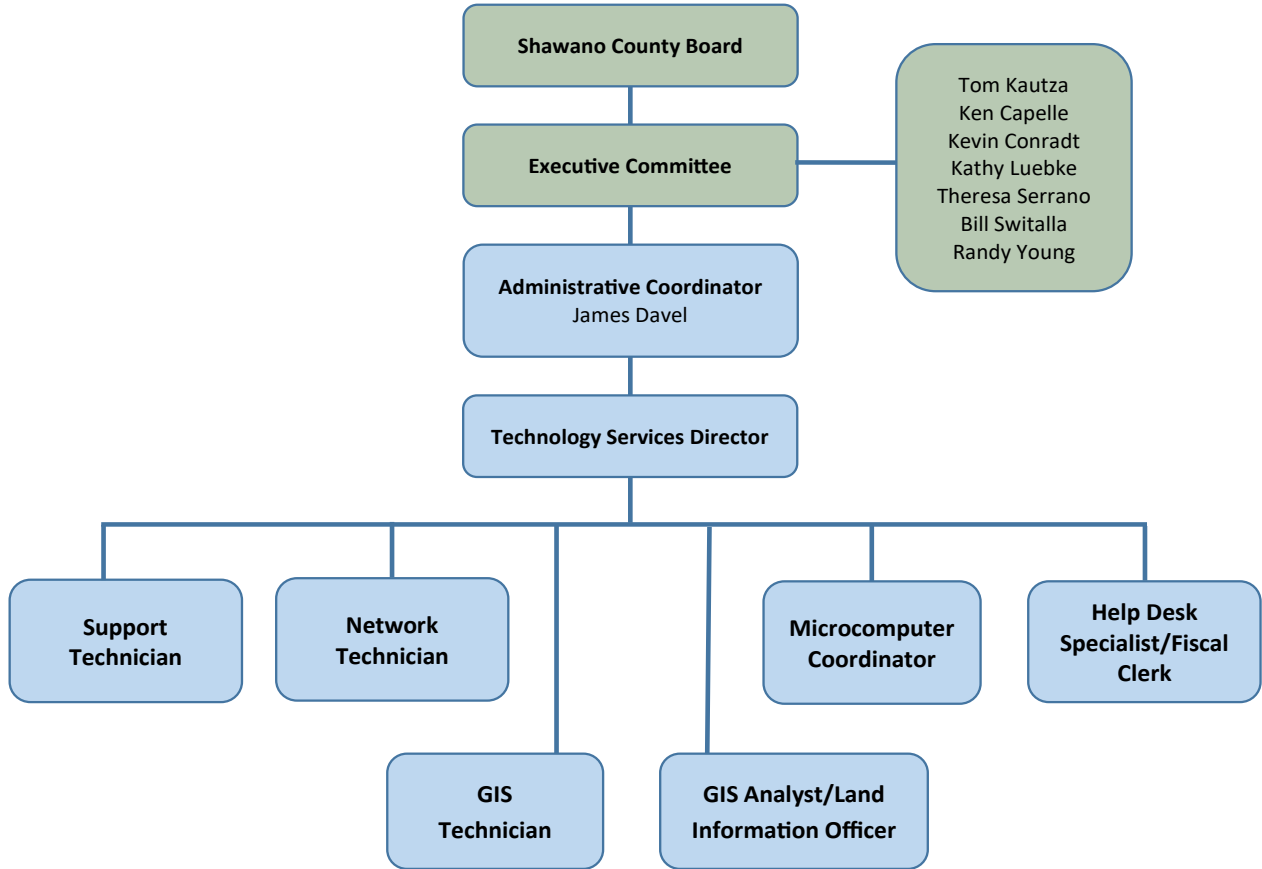 Shawano County Board
Executive Committee
Tom Kautza
Ken Capelle
Kevin Conradt
Kathy Luebke
Theresa Serrano
Bill Switalla
Randy Young
Administrative Coordinator
James Davel
Technology Services Director
Support
Technician
Network
Technician
Microcomputer
Coordinator
Help Desk
Specialist/Fiscal
Clerk
GIS
Technician
GIS Analyst/Land
Information Officer